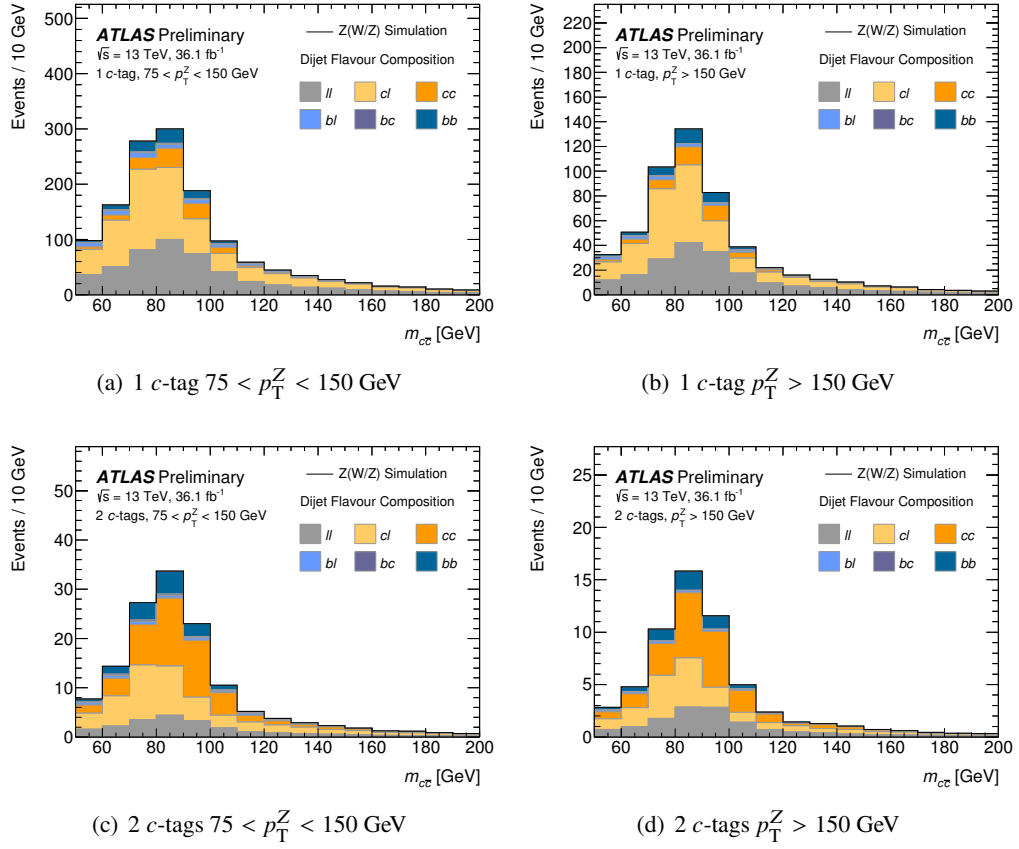 Events / 10 GeV
500
400
300
200
100
0
ATLAS Preliminary
√s = 13 TeV, 36.1 fb⁻¹
1 c-tag, 75 < p_T^Z < 150 GeV
Z(W/Z) Simulation
Dijet Flavour Composition
ll cl cc
bl bc bb
60 80 100 120 140 160 180 200
m_{cc̅} [GeV]
(a) 1 c-tag 75 < p_T^Z < 150 GeV
Events / 10 GeV
220
200
180
160
140
120
100
80
60
40
20
0
ATLAS Preliminary
√s = 13 TeV, 36.1 fb⁻¹
1 c-tag, p_T^Z > 150 GeV
Z(W/Z) Simulation
Dijet Flavour Composition
ll cl cc
bl bc bb
60 80 100 120 140 160 180 200
m_{cc̅} [GeV]
(b) 1 c-tag p_T^Z > 150 GeV
Events / 10 GeV
50
40
30
20
10
0
ATLAS Preliminary
√s = 13 TeV, 36.1 fb⁻¹
2 c-tags, 75 < p_T^Z < 150 GeV
Z(W/Z) Simulation
Dijet Flavour Composition
ll cl cc
bl bc bb
60 80 100 120 140 160 180 200
m_{cc̅} [GeV]
(c) 2 c-tags 75 < p_T^Z < 150 GeV
Events / 10 GeV
25
20
15
10
5
0
ATLAS Preliminary
√s = 13 TeV, 36.1 fb⁻¹
2 c-tags, p_T^Z > 150 GeV
Z(W/Z) Simulation
Dijet Flavour Composition
ll cl cc
bl bc bb
60 80 100 120 140 160 180 200
m_{cc̅} [GeV]
(d) 2 c-tags p_T^Z > 150 GeV